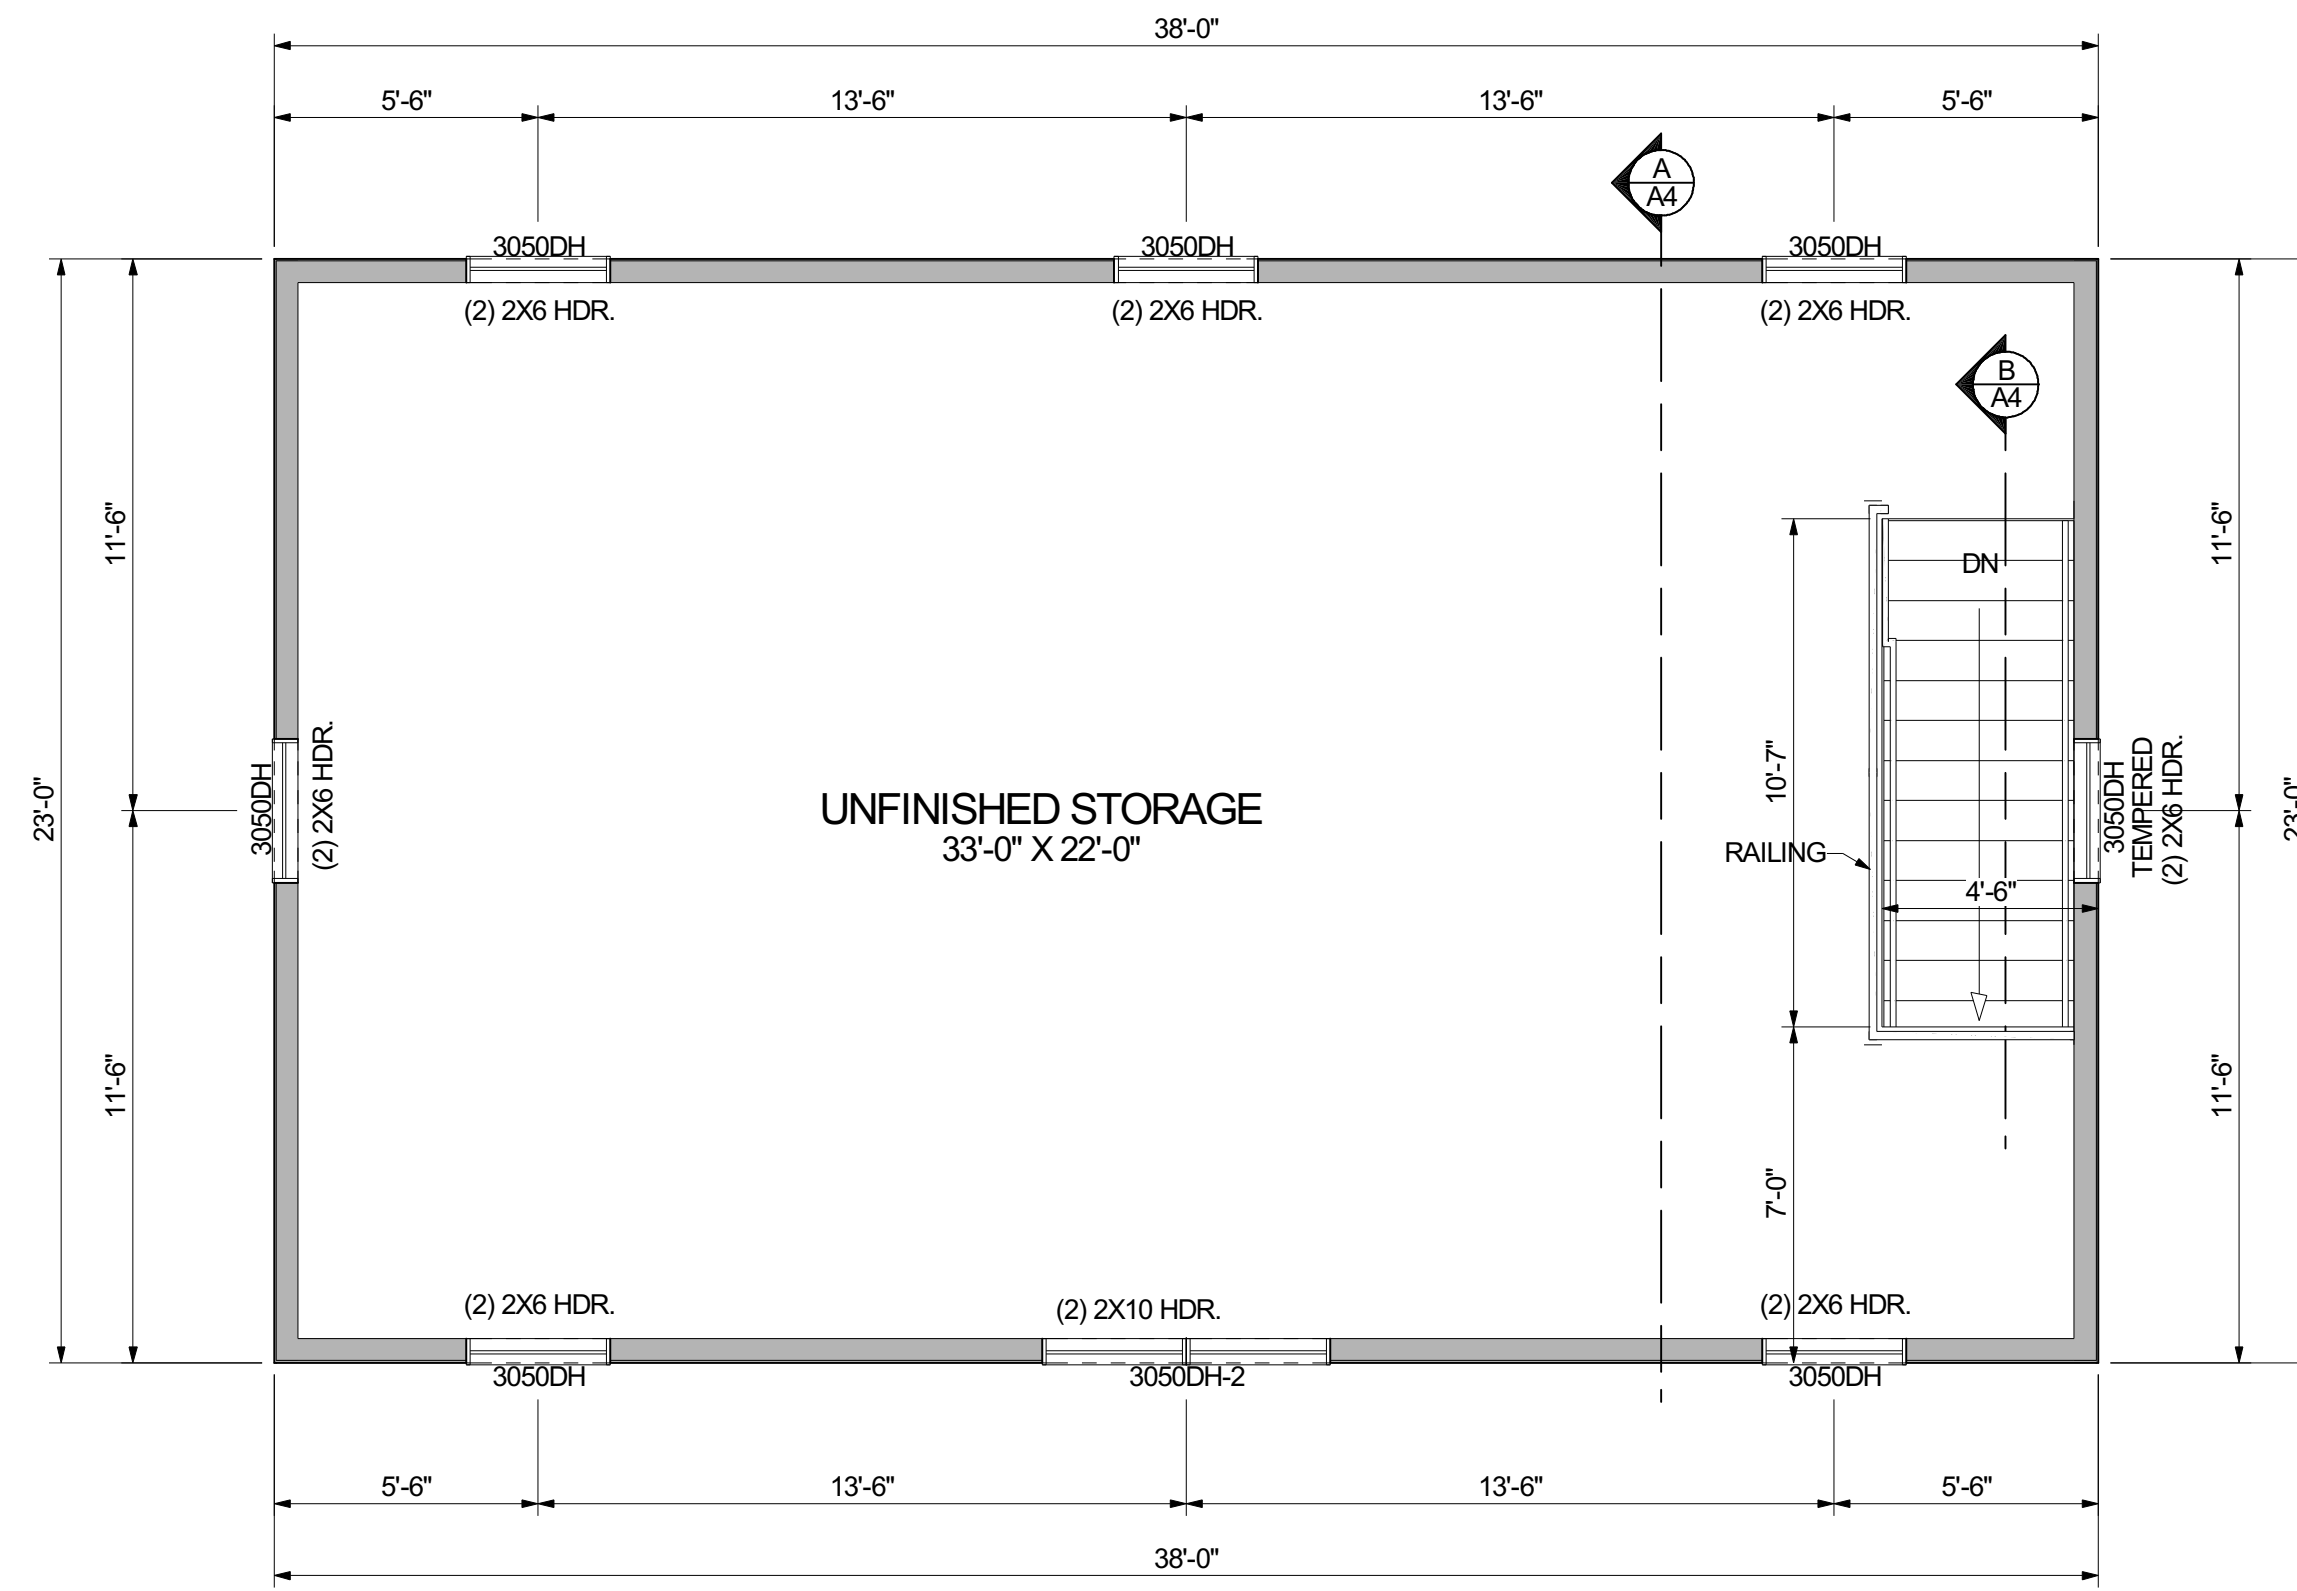 38'-0"
5'-6"
13'-6"
13'-6"
5'-6"
A
A4
3050DH
3050DH
3050DH
(2) 2X6 HDR.
(2) 2X6 HDR.
(2) 2X6 HDR.
B
A4
11'-6"
11'-6"
DN
23'-0"
3050DH
(2) 2X6 HDR.
UNFINISHED STORAGE
33'-0" X 22'-0"
10'-7"
RAILING
4'-6"
3050DH
TEMPERED
(2) 2X6 HDR.
23'-0"
11'-6"
11'-6"
7'-0"
(2) 2X6 HDR.
(2) 2X10 HDR.
(2) 2X6 HDR.
3050DH
3050DH-2
3050DH
5'-6"
13'-6"
13'-6"
5'-6"
38'-0"